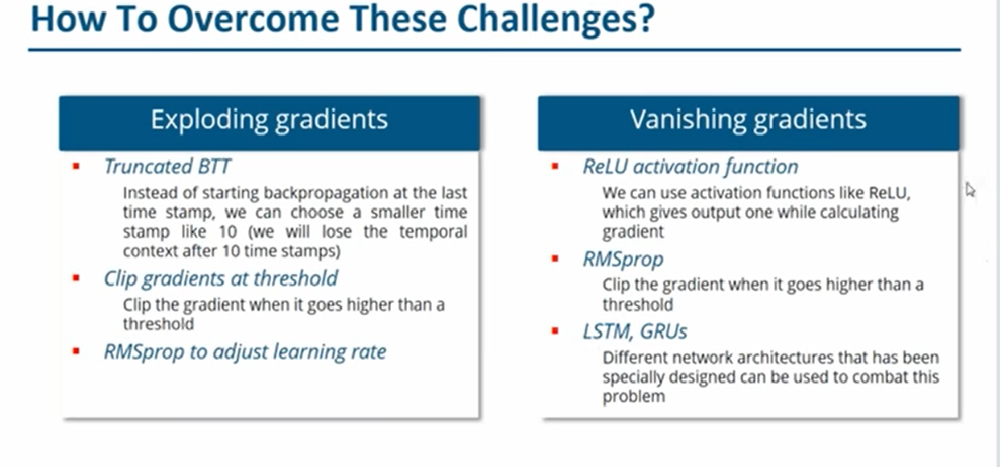 How To Overcome These Challenges?
Exploding gradients
Truncated BTT
Instead of starting backpropagation at the last
time stamp, we can choose a smaller time
stamp like 10 (we will lose the temporal
context after 10 time stamps)
Clip gradients at threshold
Clip the gradient when it goes higher than a
threshold
RMSprop to adjust learning rate
Vanishing gradients
ReLU activation function
We can use activation functions like ReLU,
which gives output one while calculating
gradient
RMSprop
Clip the gradient when it goes higher than a
threshold
LSTM, GRUs
Different network architectures that has been
specially designed can be used to combat this
problem